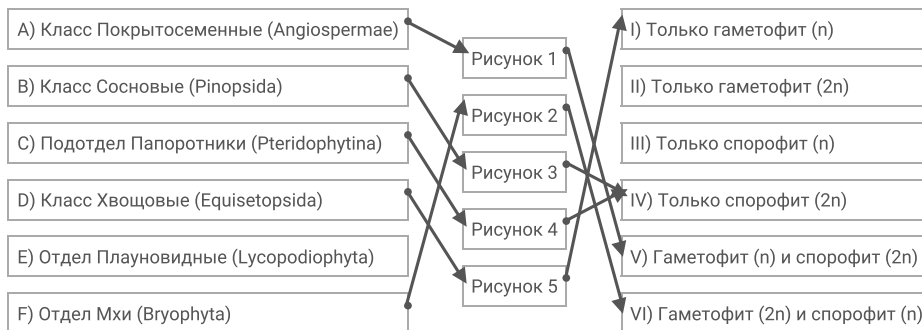 A) Класс Покрытосеменные (Angiospermae)
B) Класс Сосновые (Pinopsida)
C) Подотдел Папоротники (Pteridophytina)
D) Класс Хвощовые (Equisetopsida)
E) Отдел Плауновидные (Lycopodiophyta)
F) Отдел Мхи (Bryophyta)
Рисунок 1
Рисунок 2
Рисунок 3
Рисунок 4
Рисунок 5
I) Только гаметофит (n)
II) Только гаметофит (2n)
III) Только спорофит (n)
IV) Только спорофит (2n)
V) Гаметофит (n) и спорофит (2n)
VI) Гаметофит (2n) и спорофит (n)